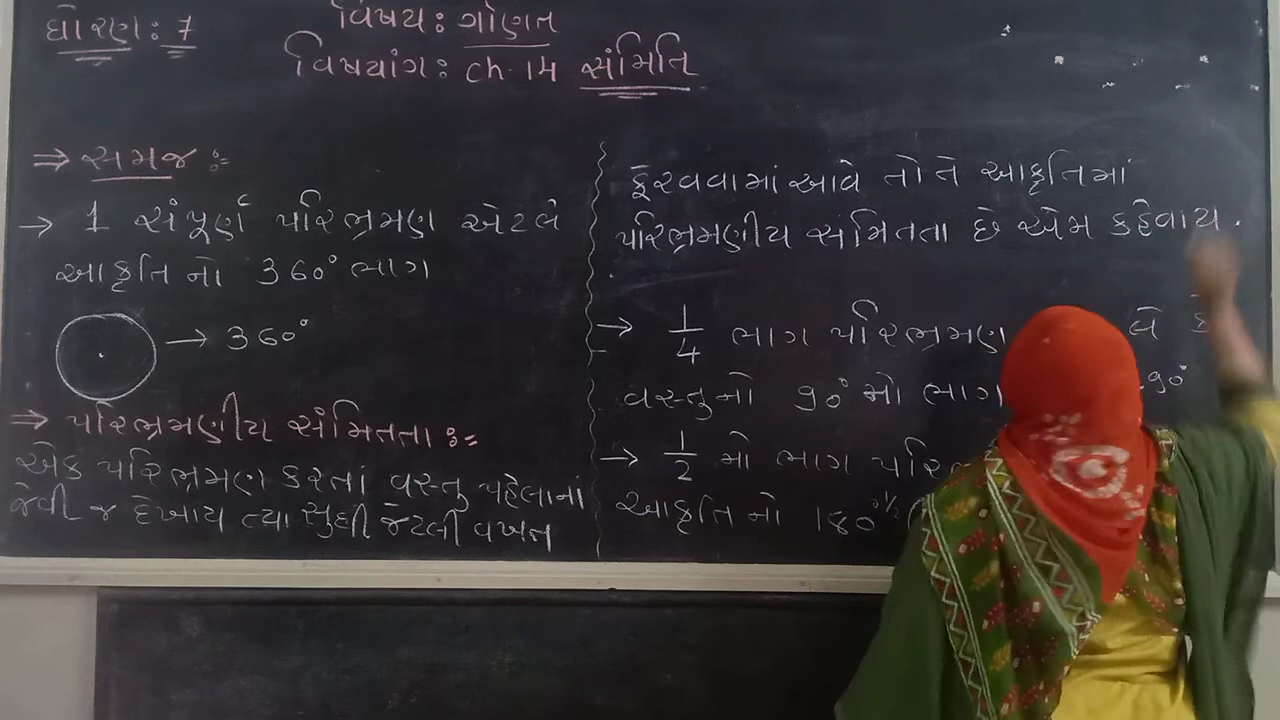 ધોરણ: 7
વિષય: ગણિત
વિષયાંગ: ch. 14 સંમિતિ
⇒ સમજ :=
→ 1 સંપૂર્ણ પરિભ્રમણ એટલે
આકૃતિ નો 360° ભાગ
→ 360°
⇒ પરિભ્રમણીય સંમિતતા :=
એક પરિભ્રમણ કરતાં વસ્તુ પહેલાનાં
જેવી જ દેખાય ત્યા સુધી જેટલી વખત
ફેરવવામાં આવે તો તે આકૃતિમાં
પરિભ્રમણીય સંમિતતા છે એમ કહેવાય.
→ 1/4 ભાગ પરિભ્રમણ
વસ્તુનો 90° નો ભાગ 90°
→ 1/2 નો ભાગ
આકૃતિ નો 180°